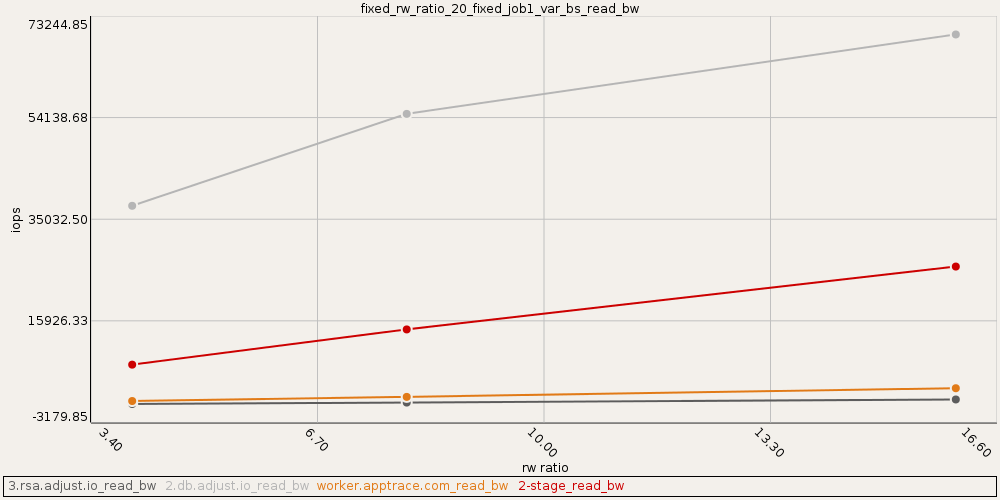 fixed_rw_ratio_20_fixed_job1_var_bs_read_bw
73244.85
54138.68
iops
35032.50
15926.33
-3179.85
3.40 6.70 10.00 13.30 16.60
rw ratio
3.rsa.adjust.io_read_bw 2.db.adjust.io_read_bw worker.apptrace.com_read_bw 2-stage_read_bw